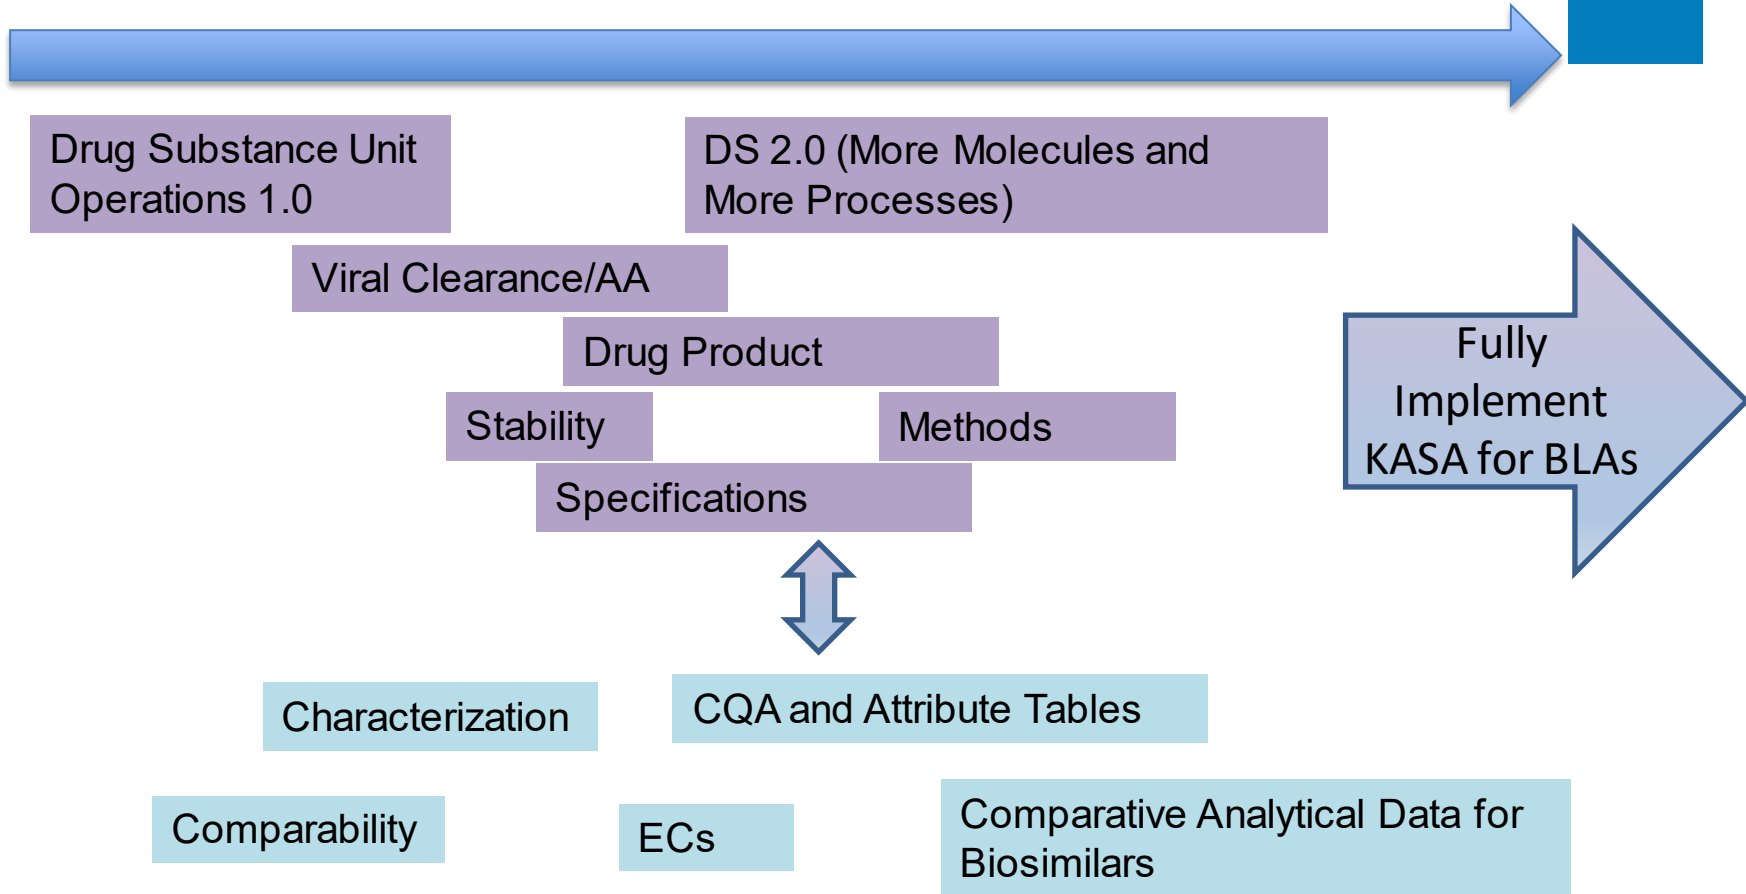 Drug Substance Unit
Operations 1.0
DS 2.0 (More Molecules and
More Processes)
Viral Clearance/AA
Drug Product
Stability
Methods
Specifications
Fully
Implement
KASA for BLAs
Characterization
CQA and Attribute Tables
Comparability
ECs
Comparative Analytical Data for
Biosimilars